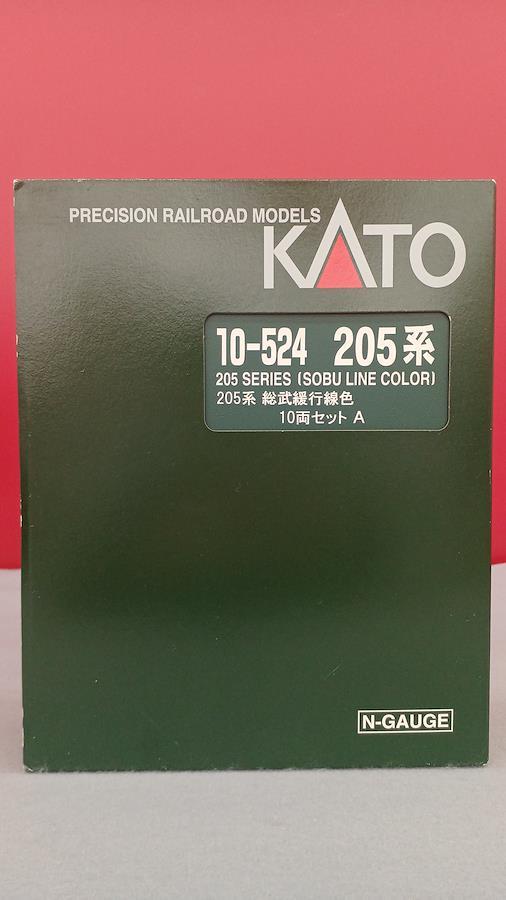 PRECISION RAILROAD MODELS
KATO
10-524 205系
205 SERIES (SOBU LINE COLOR)
205系 総武緩行線色
10両セット A
N-GAUGE